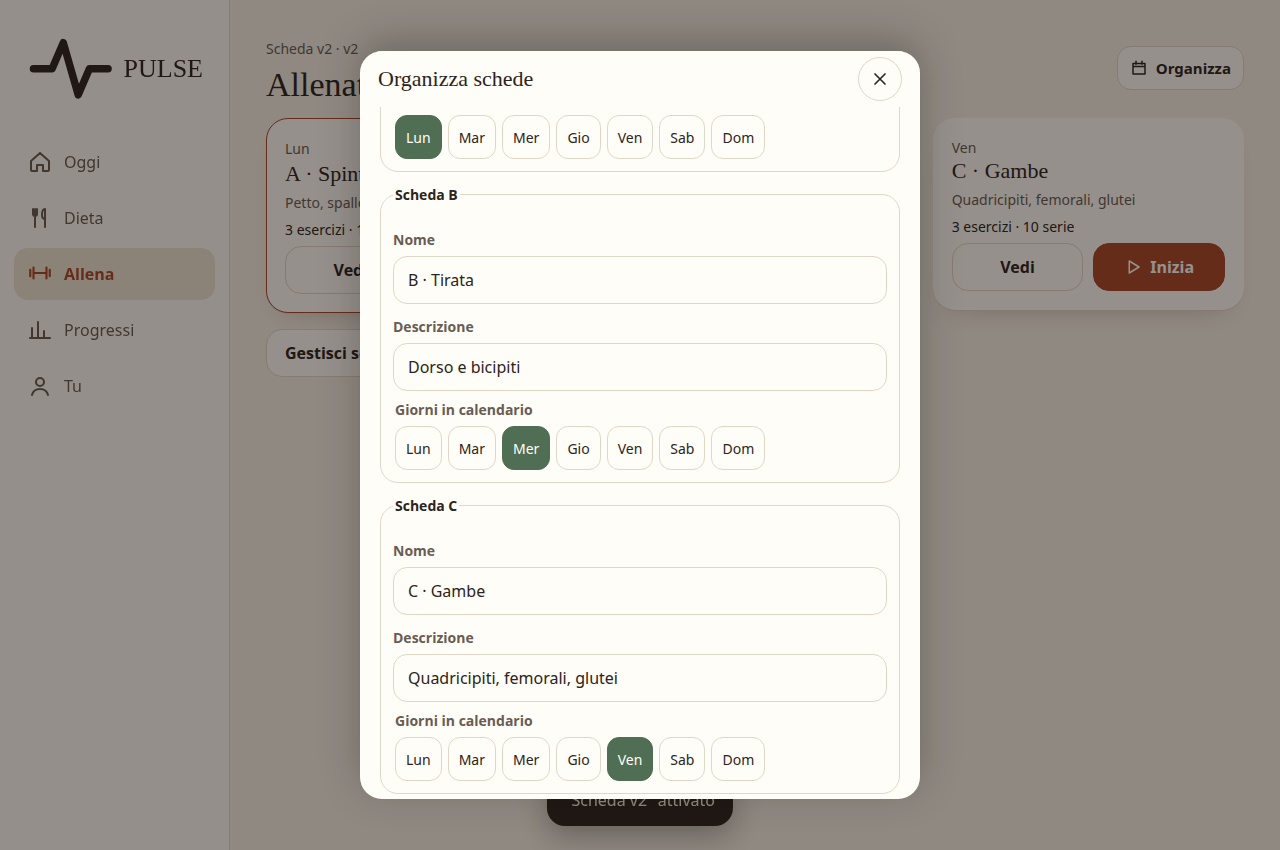 PULSE
Oggi
Dieta
Allena
Progressi
Tu
Scheda v2 · v2
Organizza
Lun
3 esercizi ·
Organizza schede
Lun Mar Mer Gio Ven Sab Dom
Scheda B
Nome
B · Tirata
Descrizione
Dorso e bicipiti
Giorni in calendario
Lun Mar Mer Gio Ven Sab Dom
Scheda C
Nome
C · Gambe
Descrizione
Quadricipiti, femorali, glutei
Giorni in calendario
Lun Mar Mer Gio Ven Sab Dom
Ven
C · Gambe
Quadricipiti, femorali, glutei
3 esercizi · 10 serie
Vedi Inizia
Gestisci
Scheda v2 attivato